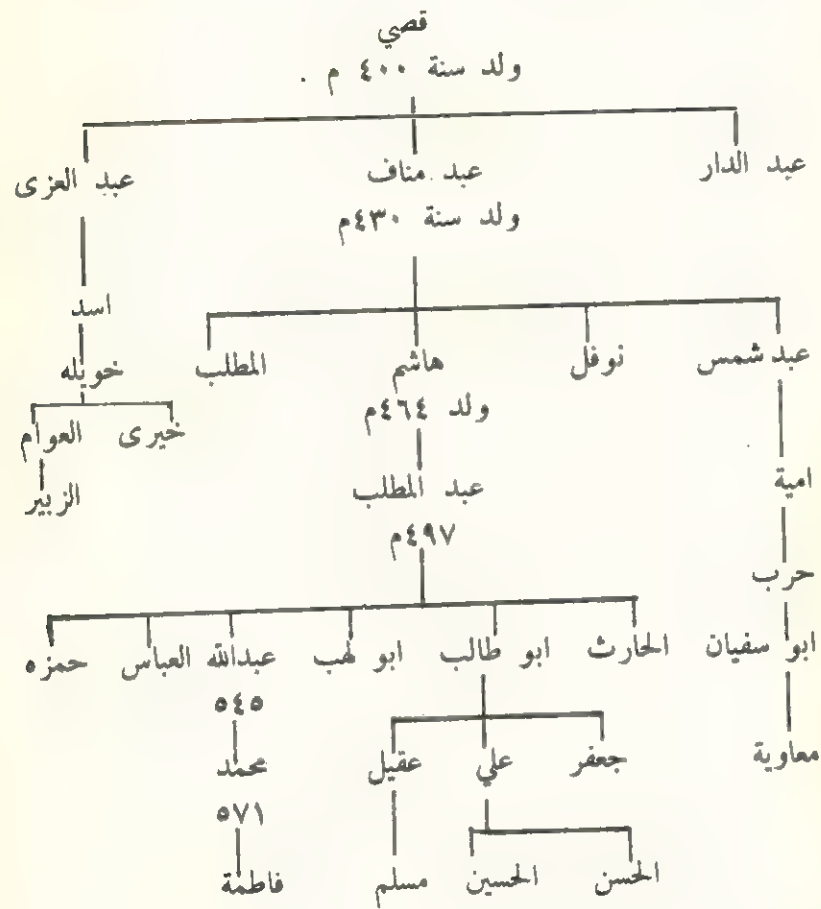 قصي
ولد سنة ٤٠٠ م .
عبد الدار عبد مناف عبد العزى
ولد سنة ٤٣٠م
اسد
عبد شمس نوفل هاشم المطلب
خويله
ولد ٤٦٤م
خيرى العوام
امية عبد المطلب الزبير
٤٩٧م
حرب
ابو سفيان الحارث ابو طالب ابو لهب عبدالله العباس حمزه
٥٤٥
معاوية جعفر علي عقيل محمد
٥٧١
الحسن الحسين مسلم فاطمة